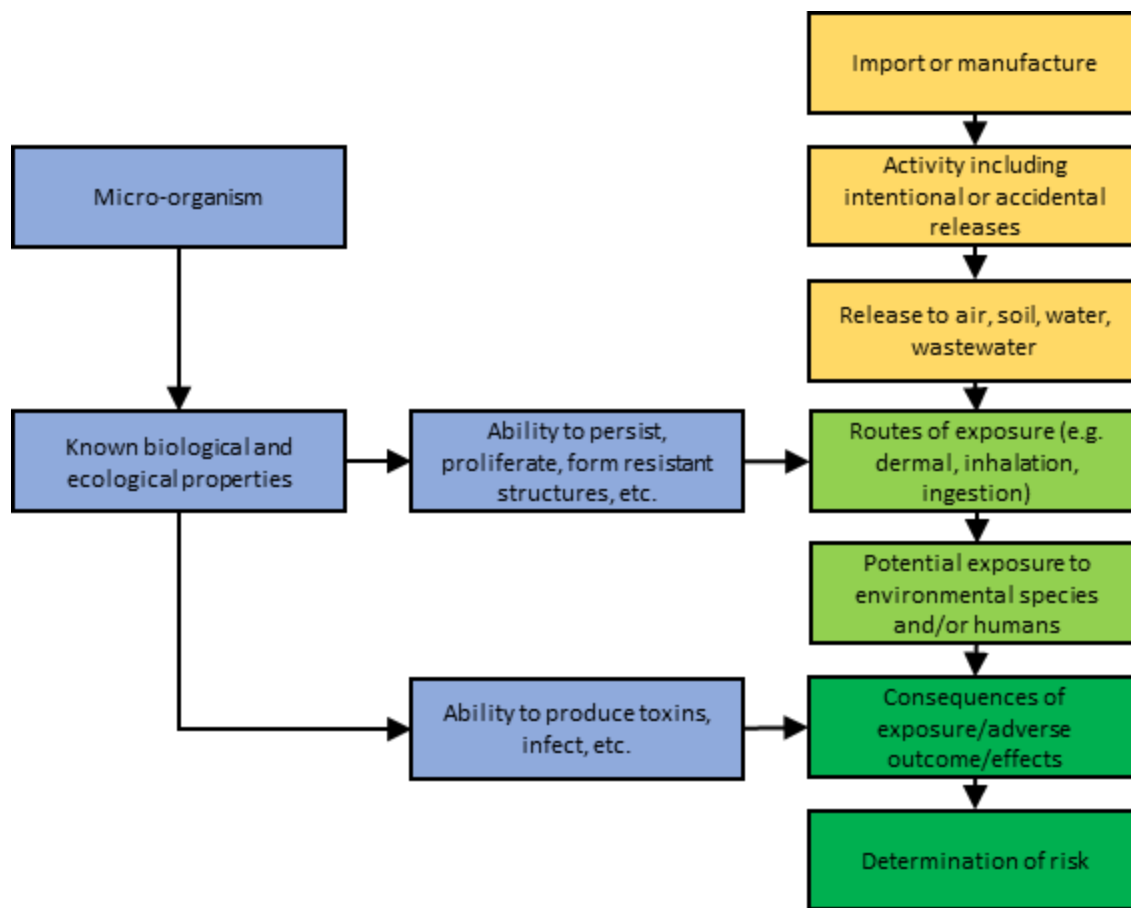 Import or manufacture
Micro-organism
Activity including
intentional or accidental
releases
Release to air, soil, water,
wastewater
Known biological and
ecological properties
Ability to persist,
proliferate, form resistant
structures, etc.
Routes of exposure (e.g.
dermal, inhalation,
ingestion)
Potential exposure to
environmental species
and/or humans
Ability to produce toxins,
infect, etc.
Consequences of
exposure/adverse
outcome/effects
Determination of risk